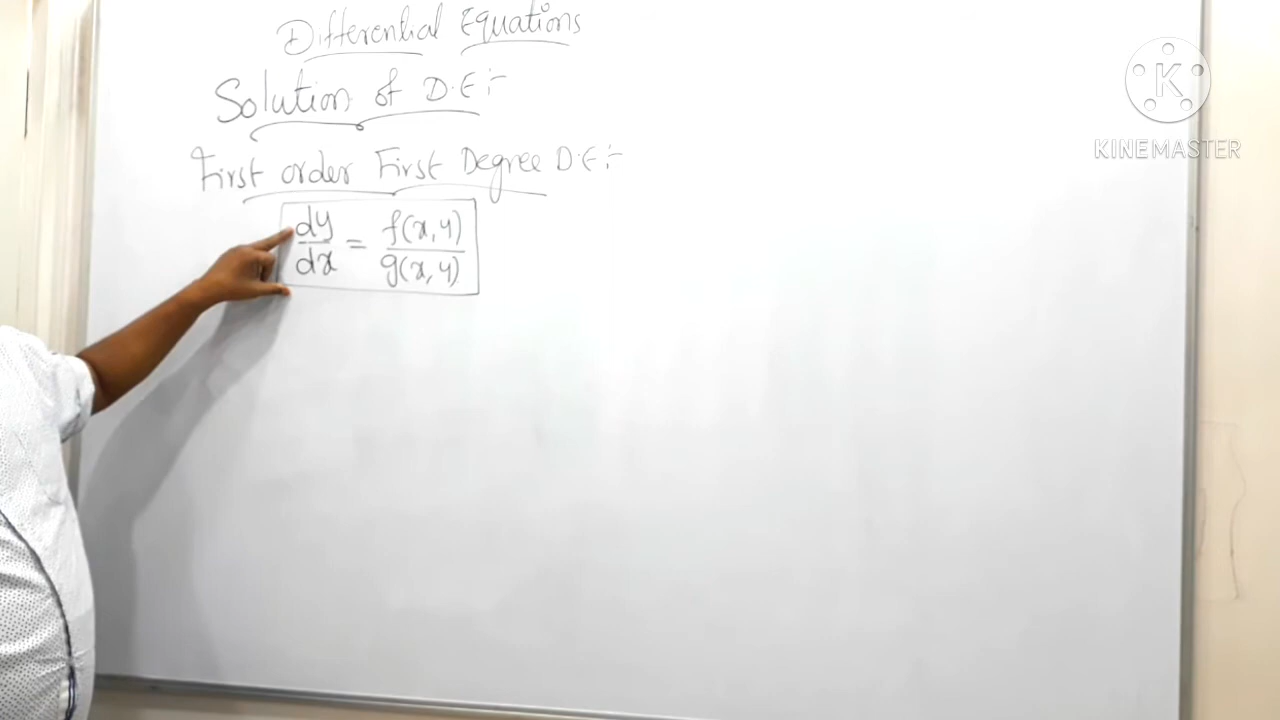 Differential Equations
Solution of D.E:-
First order First Degree D.E:-
dy/dx = f(x,y)/g(x,y)
K
KINEMASTER